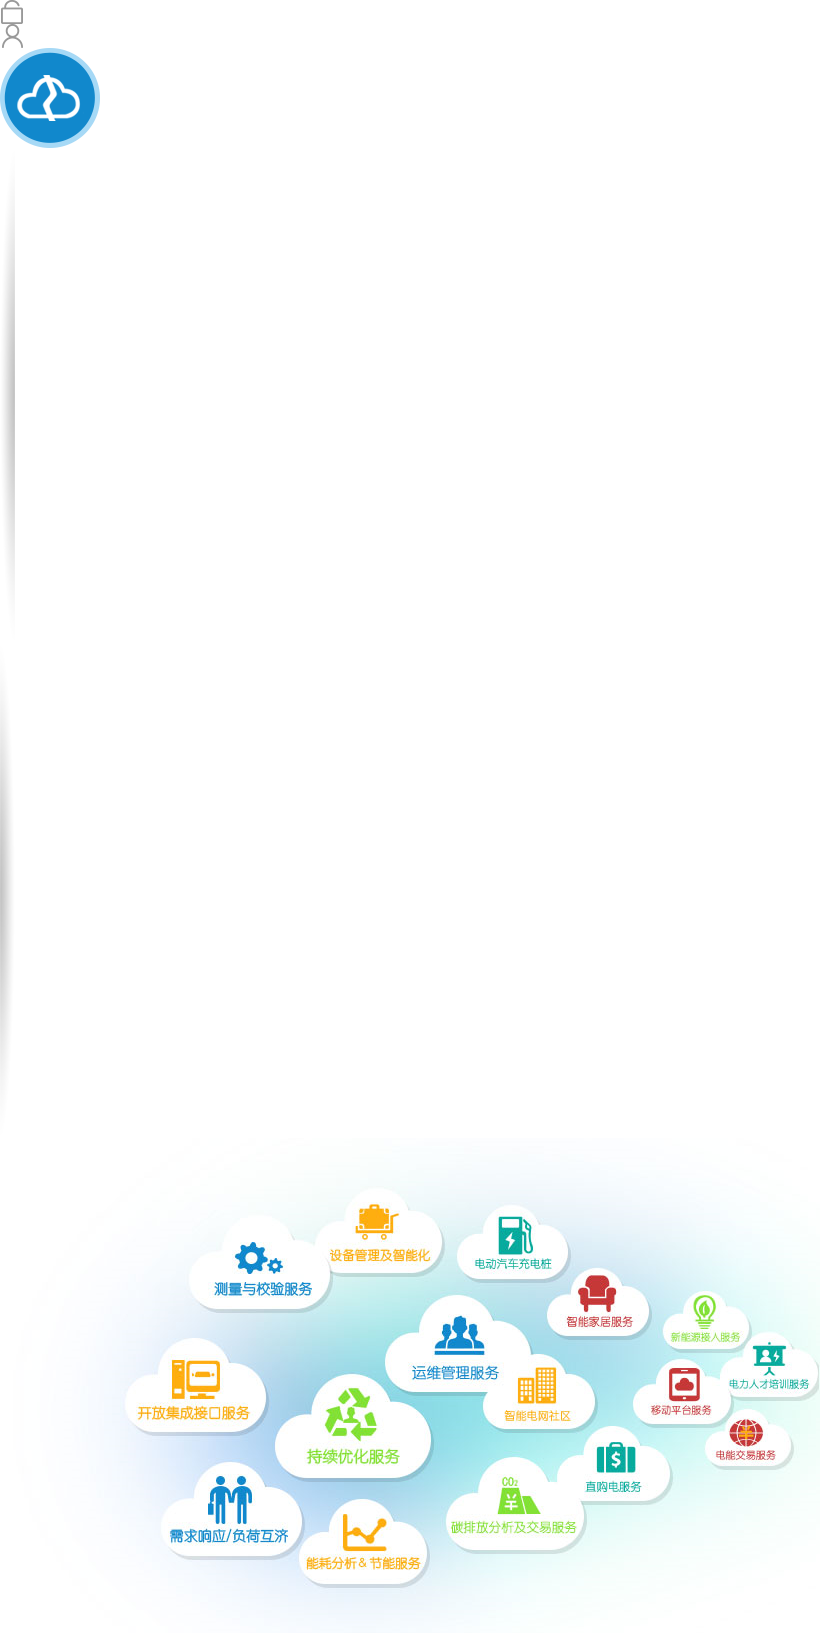 设备管理及智能化
测量与校验服务
电动汽车充电桩
智能家居服务
新能源接入服务
运维管理服务
电力人才培训服务
开放集成接口服务
智能电网社区
移动平台服务
持续优化服务
电能交易服务
CO2
直购电服务
需求响应/负荷互济
碳排放分析及交易服务
能耗分析&节能服务